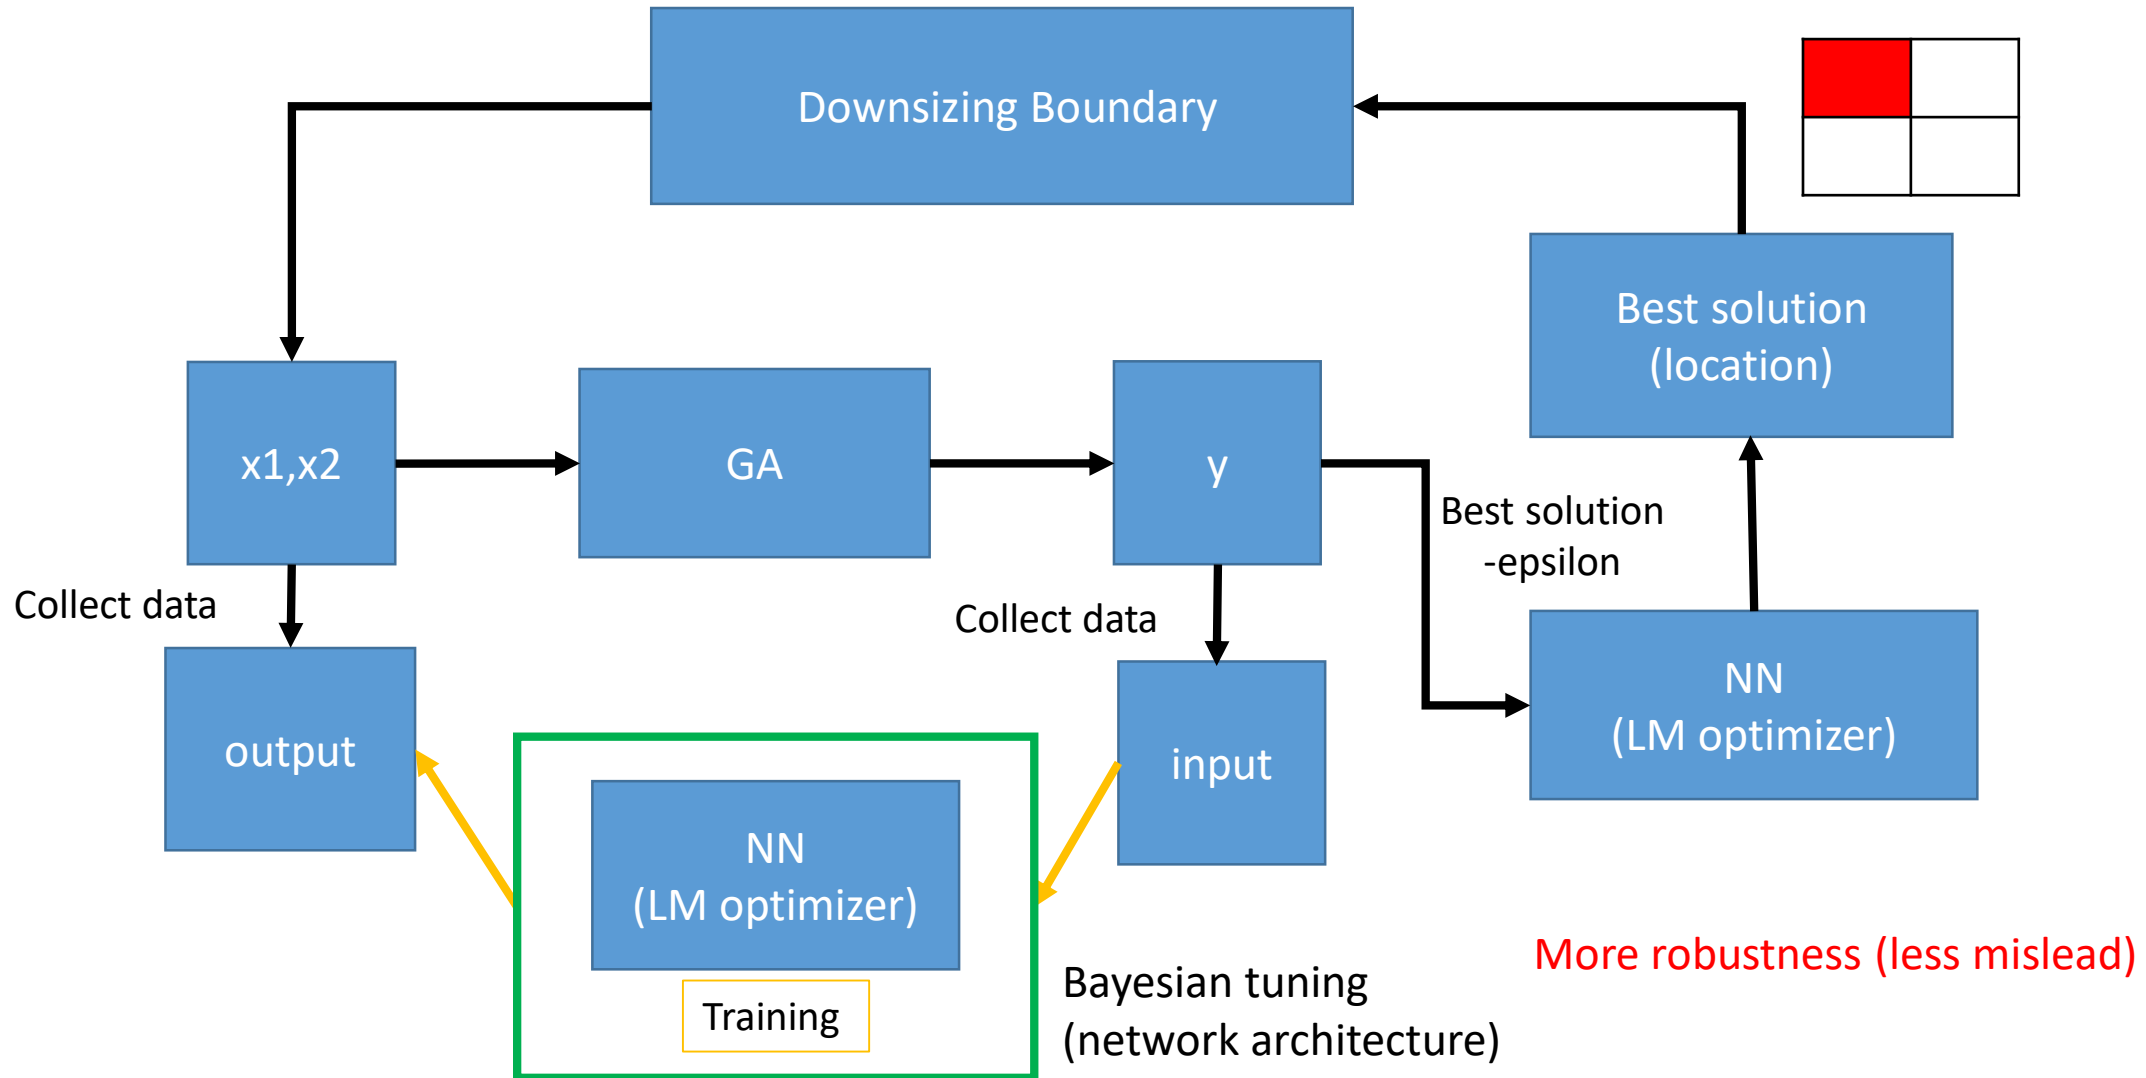 Downsizing Boundary
Best solution
(location)
x1,x2
GA
y
Best solution
-epsilon
Collect data
Collect data
NN
(LM optimizer)
output
input
NN
(LM optimizer)
Training
Bayesian tuning
(network architecture)
More robustness (less mislead)